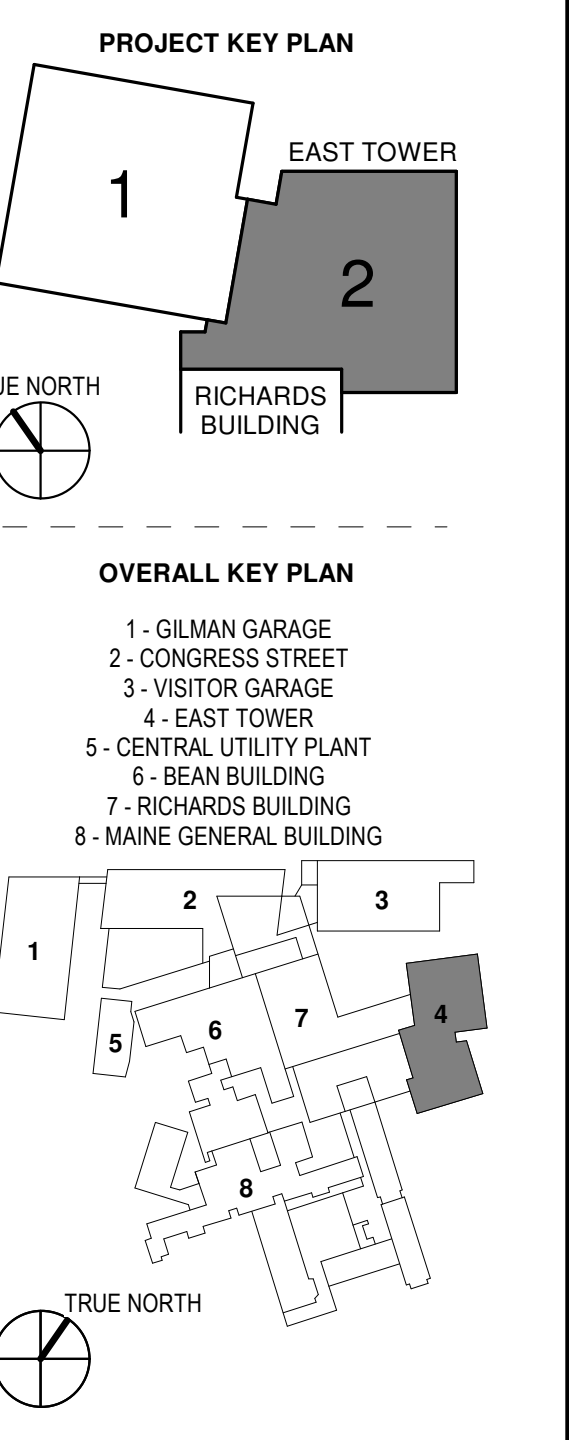 PROJECT KEY PLAN
EAST TOWER
1
2
UE NORTH
RICHARDS
BUILDING
OVERALL KEY PLAN
1 - GILMAN GARAGE
2 - CONGRESS STREET
3 - VISITOR GARAGE
4 - EAST TOWER
5 - CENTRAL UTILITY PLANT
6 - BEAN BUILDING
7 - RICHARDS BUILDING
8 - MAINE GENERAL BUILDING
2
3
1
4
7
6
5
8
TRUE NORTH